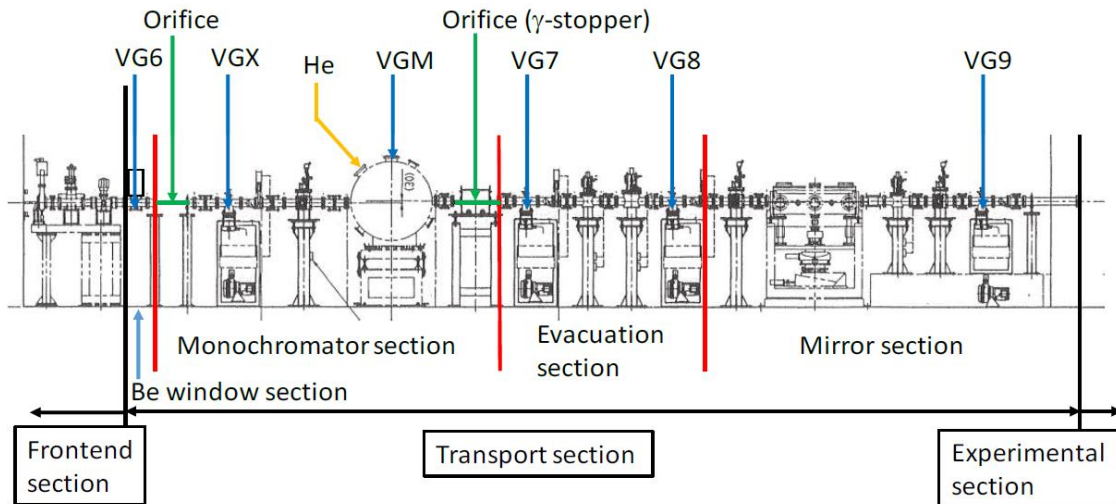 Orifice
Orifice (γ-stopper)
VG6
VGX
He
VGM
VG7
VG8
VG9
(30)
Monochromator section
Evacuation
section
Mirror section
Be window section
Frontend
section
Transport section
Experimental
section